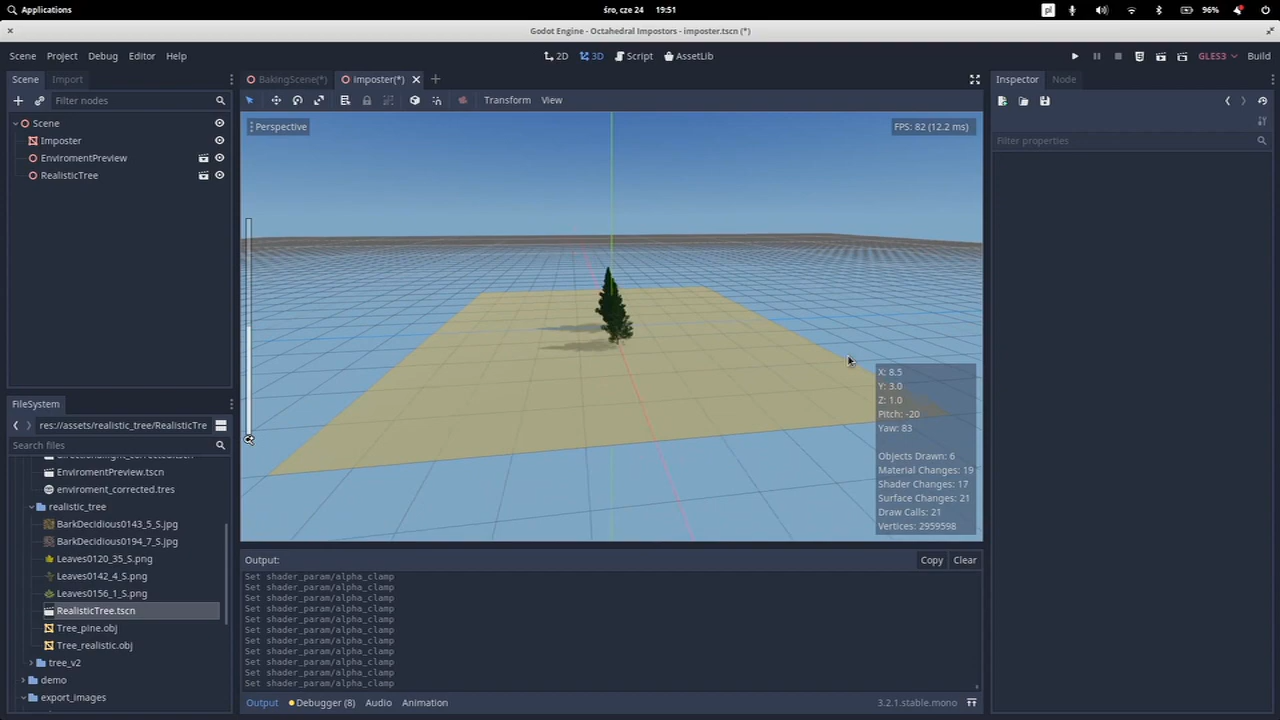 Applications
śro, cze 24 19:51
pl
96%
Godot Engine - Octahedral Impostors - imposter.tscn (*)
Scene Project Debug Editor Help
2D 3D Script AssetLib
GLES3 Build
Scene Import
BakingScene(*) Imposter(*)
Inspector Node
Filter nodes
Transform View
Scene
Imposter
EnviromentPreview
RealisticTree
Perspective
FPS: 82 (12.2 ms)
Filter properties
X: 8.5
Y: 3.0
Z: 1.0
Pitch: -20
Yaw: 83
Objects Drawn: 6
Material Changes: 19
Shader Changes: 17
Surface Changes: 21
Draw Calls: 21
Vertices: 2959598
FileSystem
res://assets/realistic_tree/RealisticTre
Search files
EnviromentPreview.tscn
enviroment_corrected.tres
realistic_tree
BarkDecidious0143_5_S.jpg
BarkDecidious0194_7_S.jpg
Leaves0120_35_S.png
Leaves0142_4_S.png
Leaves0156_1_S.png
RealisticTree.tscn
Tree_pine.obj
Tree_realistic.obj
tree_v2
demo
export_images
Output:
Copy Clear
Set shader_param/alpha_clamp
Set shader_param/alpha_clamp
Set shader_param/alpha_clamp
Set shader_param/alpha_clamp
Set shader_param/alpha_clamp
Set shader_param/alpha_clamp
Set shader_param/alpha_clamp
Set shader_param/alpha_clamp
Set shader_param/alpha_clamp
Set shader_param/alpha_clamp
Set shader_param/alpha_clamp
Output Debugger (8) Audio Animation
3.2.1.stable.mono